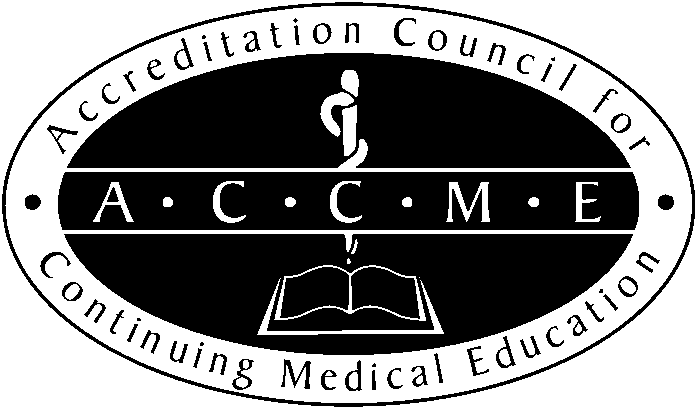 Accreditation Council for
A · C · C · M · E
Continuing Medical Education